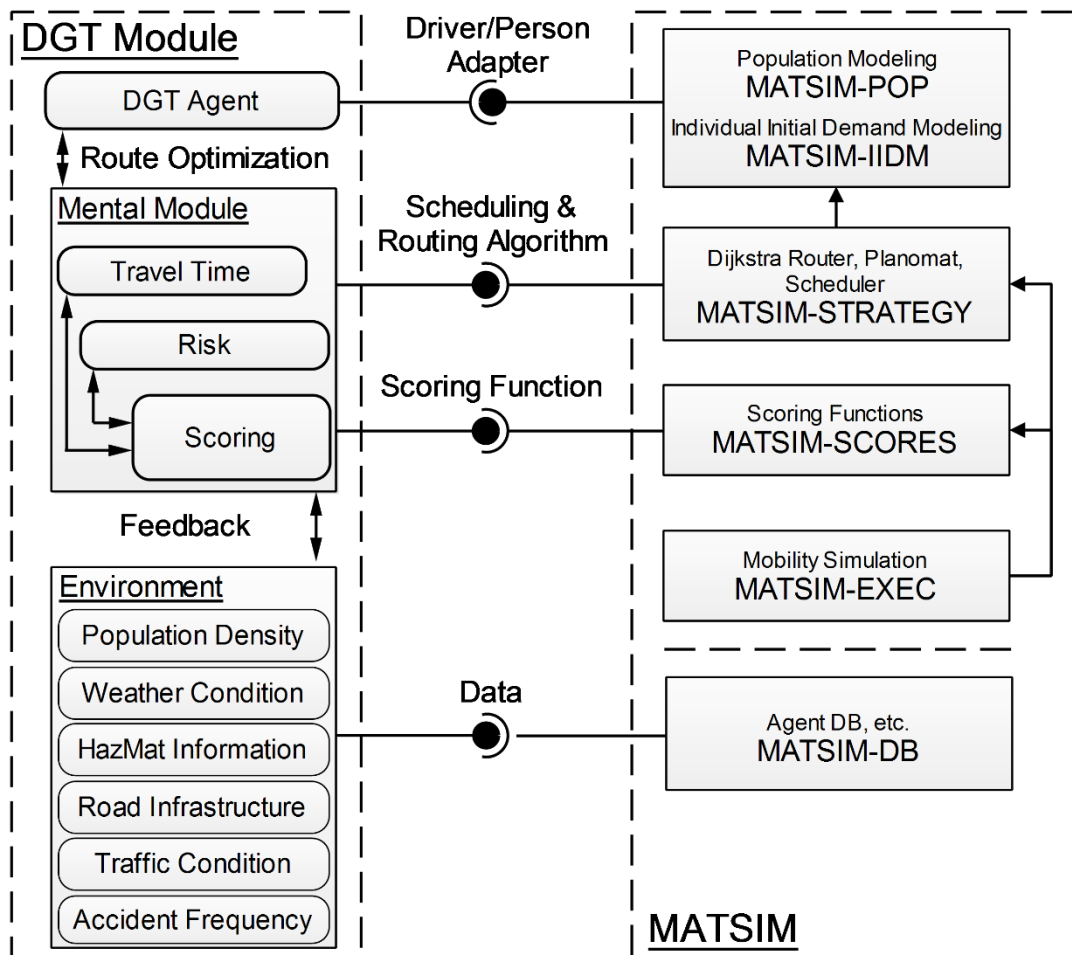 DGT Module
DGT Agent
Route Optimization
Mental Module
Travel Time
Risk
Scoring
Feedback
Environment
Population Density
Weather Condition
HazMat Information
Road Infrastructure
Traffic Condition
Accident Frequency
Driver/Person
Adapter
Scheduling &
Routing Algorithm
Scoring Function
Data
Population Modeling
MATSIM-POP
Individual Initial Demand Modeling
MATSIM-IIDM
Dijkstra Router, Planomat,
Scheduler
MATSIM-STRATEGY
Scoring Functions
MATSIM-SCORES
Mobility Simulation
MATSIM-EXEC
Agent DB, etc.
MATSIM-DB
MATSIM